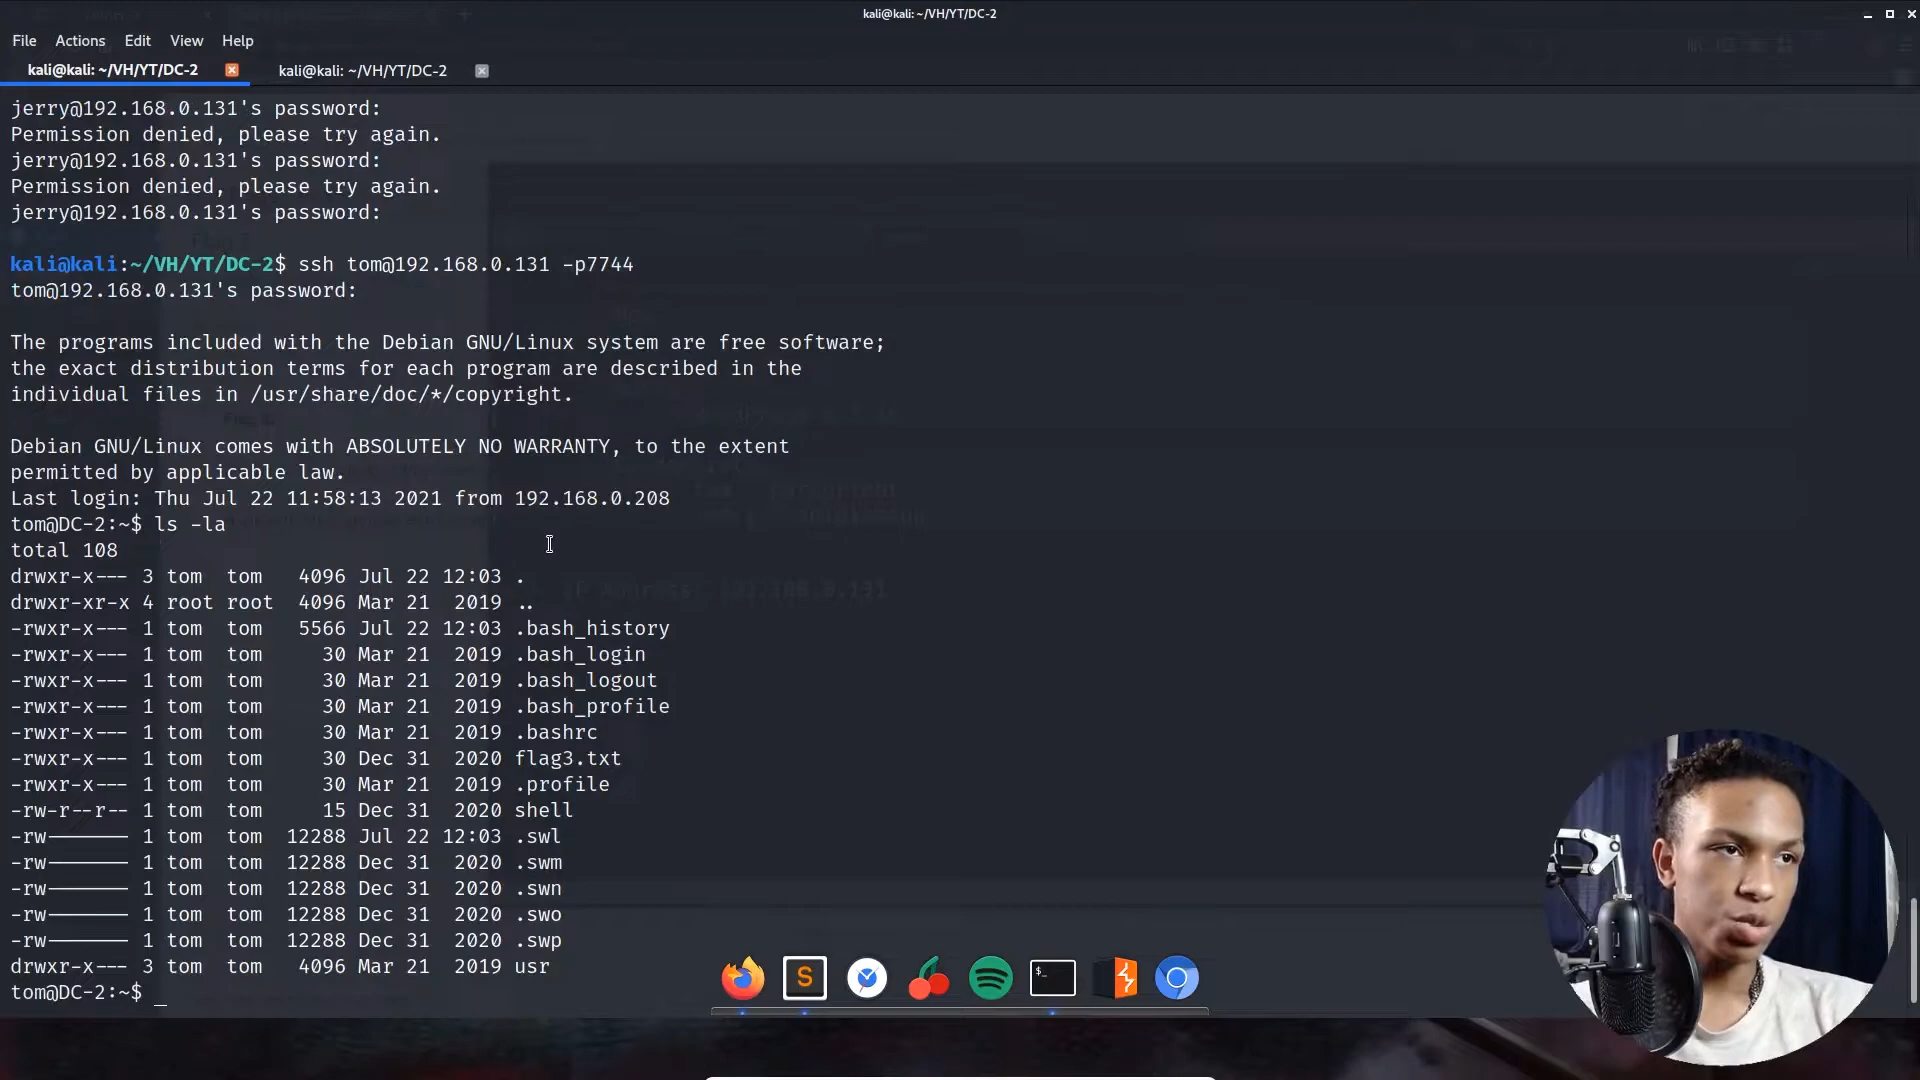 kali@kali: ~/VH/YT/DC-2
File Actions Edit View Help
kali@kali: ~/VH/YT/DC-2 kali@kali: ~/VH/YT/DC-2
jerry@192.168.0.131's password:
Permission denied, please try again.
jerry@192.168.0.131's password:
Permission denied, please try again.
jerry@192.168.0.131's password:
kali@kali:~/VH/YT/DC-2$ ssh tom@192.168.0.131 -p7744
tom@192.168.0.131's password:
The programs included with the Debian GNU/Linux system are free software;
the exact distribution terms for each program are described in the
individual files in /usr/share/doc/*/copyright.
Debian GNU/Linux comes with ABSOLUTELY NO WARRANTY, to the extent
permitted by applicable law.
Last login: Thu Jul 22 11:58:13 2021 from 192.168.0.208
tom@DC-2:~$ ls -la
total 108
drwxr-x--- 3 tom tom 4096 Jul 22 12:03 .
drwxr-xr-x 4 root root 4096 Mar 21 2019 ..
-rwxr-x--- 1 tom tom 5566 Jul 22 12:03 .bash_history
-rwxr-x--- 1 tom tom 30 Mar 21 2019 .bash_login
-rwxr-x--- 1 tom tom 30 Mar 21 2019 .bash_logout
-rwxr-x--- 1 tom tom 30 Mar 21 2019 .bash_profile
-rwxr-x--- 1 tom tom 30 Mar 21 2019 .bashrc
-rwxr-x--- 1 tom tom 30 Dec 31 2020 flag3.txt
-rwxr-x--- 1 tom tom 30 Mar 21 2019 .profile
-rw-r--r-- 1 tom tom 15 Dec 31 2020 shell
-rw------- 1 tom tom 12288 Jul 22 12:03 .swl
-rw------- 1 tom tom 12288 Dec 31 2020 .swm
-rw------- 1 tom tom 12288 Dec 31 2020 .swn
-rw------- 1 tom tom 12288 Dec 31 2020 .swo
-rw------- 1 tom tom 12288 Dec 31 2020 .swp
drwxr-x--- 3 tom tom 4096 Mar 21 2019 usr
tom@DC-2:~$ _
IP Address: 192.168.0.131